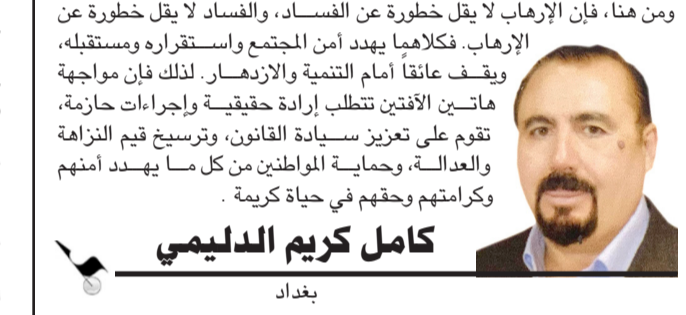 ومن هنا، فإن الإرهاب لا يقل خطورة عن الفساد، والفساد لا يقل خطورة عن
الإرهاب. فكلاهما يهدد أمن المجتمع واستقراره ومستقبله،
ويقف عائقاً أمام التنمية والازدهار. لذلك فإن مواجهة
هاتين الآفتين تتطلب إرادة حقيقية وإجراءات حازمة،
تقوم على تعزيز سيادة القانون، وترسيخ قيم النزاهة
والعدالة، وحماية المواطنين من كل ما يهدد أمنهم
وكرامتهم وحقهم في حياة كريمة .
كامل كريم الدليمي
بغداد